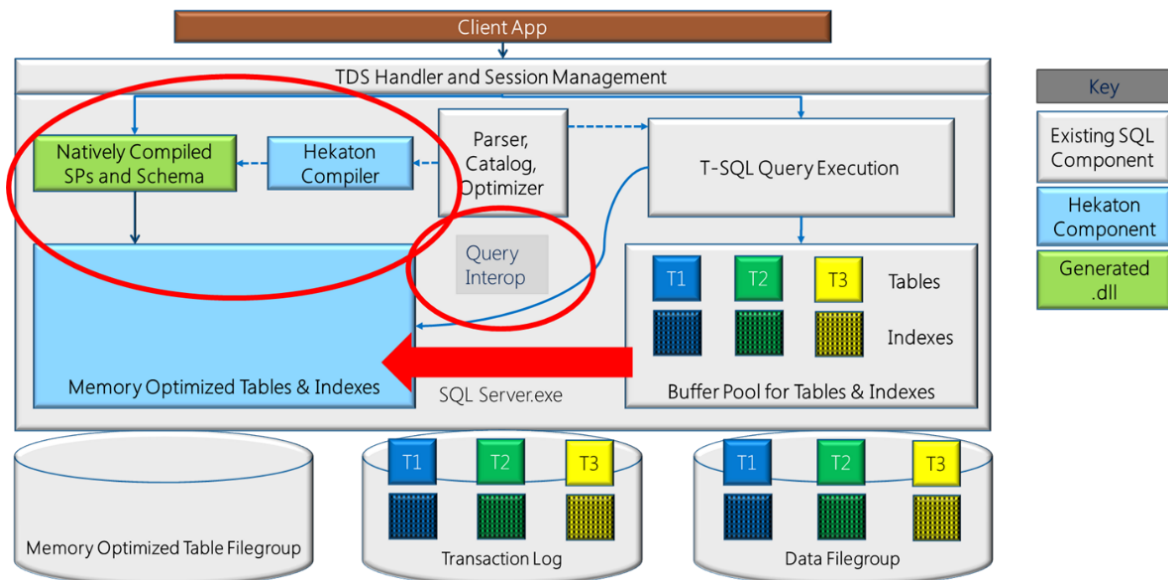 Client App
TDS Handler and Session Management
Natively Compiled
SPs and Schema
Hekaton
Compiler
Parser,
Catalog,
Optimizer
T-SQL Query Execution
Query
Interop
Memory Optimized Tables & Indexes
SQL Server.exe
T1
T2
T3
Tables
Indexes
Buffer Pool for Tables & Indexes
Memory Optimized Table Filegroup
T1
T2
T3
Transaction Log
T1
T2
T3
Data Filegroup
Key
Existing SQL
Component
Hekaton
Component
Generated
.dll